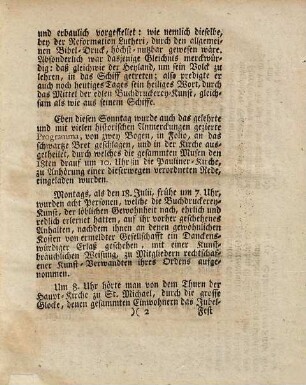 und erbaulich vorgestellet: wie nemlich dieselbe,
bey der Reformation Lutheri, durch den allgemei-
nen Bibel-Druck, höchst-nutzbar gewesen wäre.
Absonderlich war dasjenige Gleichnis merckwür-
dig: daß gleichwie der Heyland, um sein Volck zu
lehren, in das Schiff getreten; also predigte er
auch noch heutiges Tages sein heiliges Wort, durch
das Mittel der edlen Buchdruckerey-Kunst, gleich-
sam als wie aus seinem Schiffe.
Eben diesen Sonntag wurde auch das gelehrte
und mit vielen historischen Anmerckungen gezierte
Programma, von zwey Bogen, in Folio, an das
schwartze Bret geschlagen, und in der Kirche aus-
getheilet, durch welches die gesammten Musen den
18ten drauf um 10. Uhr in die Pauliner-Kirche,
zu Anhörung einer dieserwegen verordneten Rede,
eingeladen wurden.
Montags, als den 18. Julii, frühe um 7. Uhr,
wurden acht Personen, welche die Buchdruckerey-
Kunst, der löblichen Gewohnheit nach, ehrlich und
redlich erlernet hatten, auf ihr vorher geschehenes
Anhalten, nachdem ihnen an denen gewöhnlichen
Kosten von ermeldter Gesellschafft ein Danckens-
würdiger Erlaß geschehen, mit einer Kunst-
bräuchlichen Weisung, zu Mitgliedern rechtschaf-
fener Kunst-Verwandten ihres Ordens aufge-
nommen.
Um 8. Uhr hörte man von dem Thurn der
Haupt-Kirche zu St. Michael, durch die grosse
Glocke, denen gesammten Einwohnern das Jubel-
)( 2
Fest